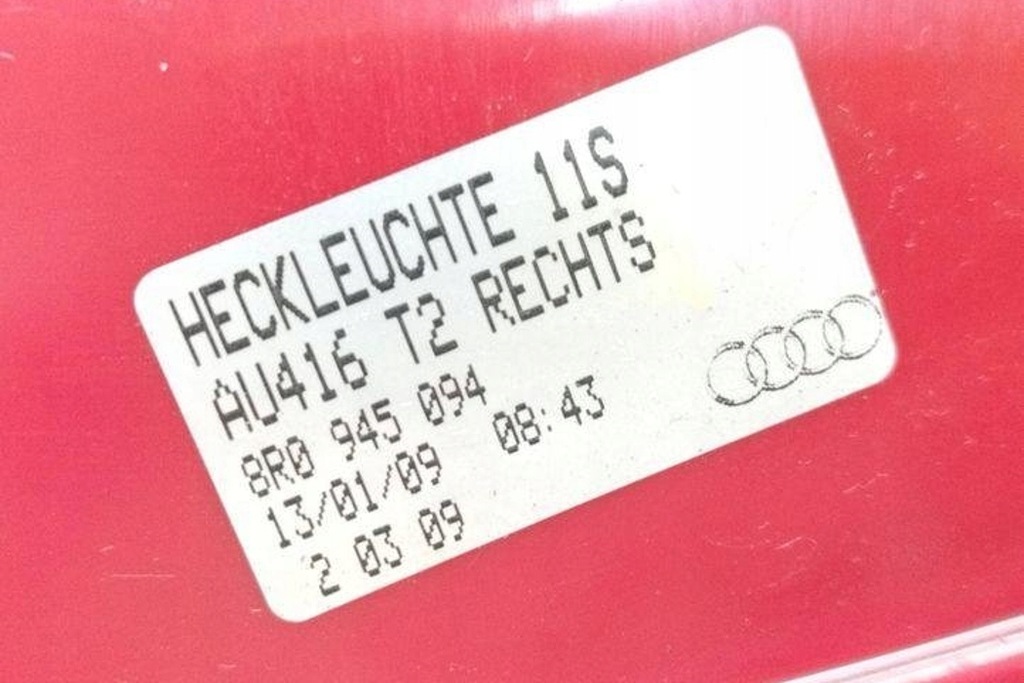 HECKLEUCHTE 11S
AU416 T2 RECHTS
8R0 945 094
13/01/09 08:43
2 03 09